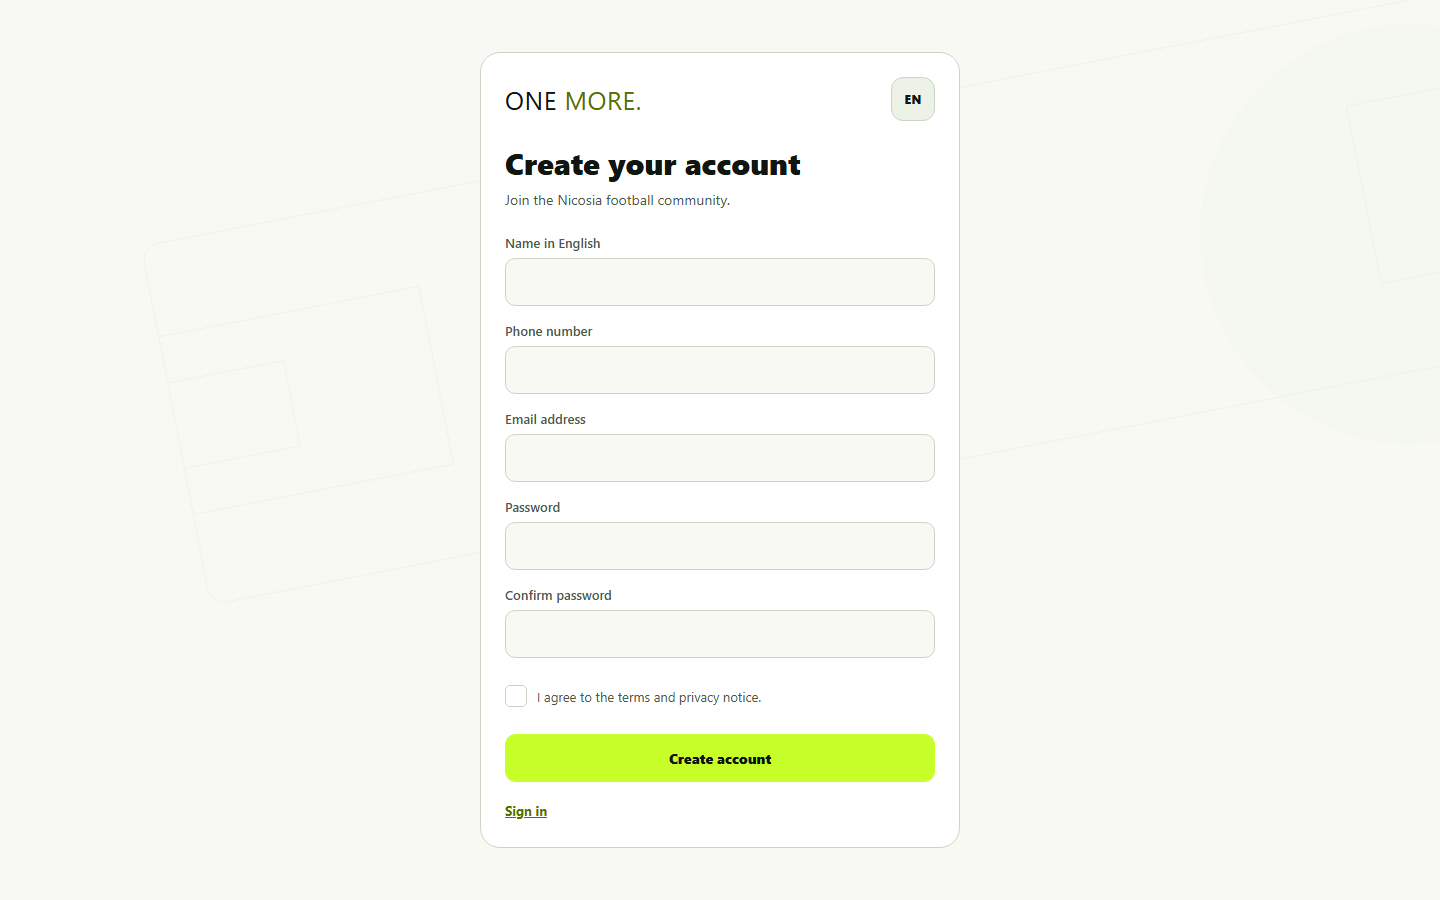 ONE MORE.
EN
Create your account
Join the Nicosia football community.
Name in English
Phone number
Email address
Password
Confirm password
I agree to the terms and privacy notice.
Create account
Sign in